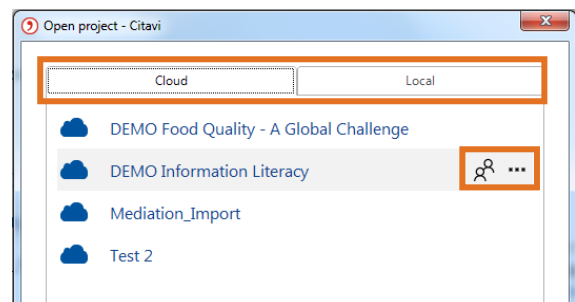 Open project - Citavi
Cloud Local
DEMO Food Quality - A Global Challenge
DEMO Information Literacy
Mediation_Import
Test 2